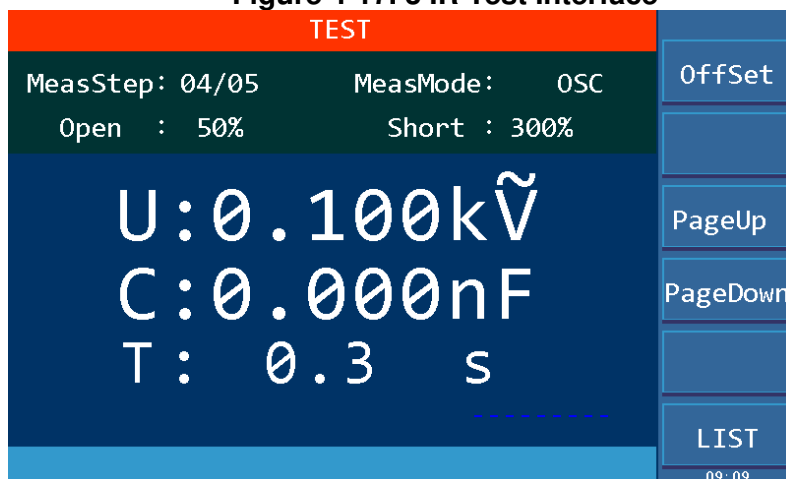 TEST
MeasStep: 04/05 MeasMode: OSC
Open : 50% Short : 300%
U:0.100kṼ
C:0.000nF
T: 0.3 s
---------
OffSet
PageUp
PageDown
LIST